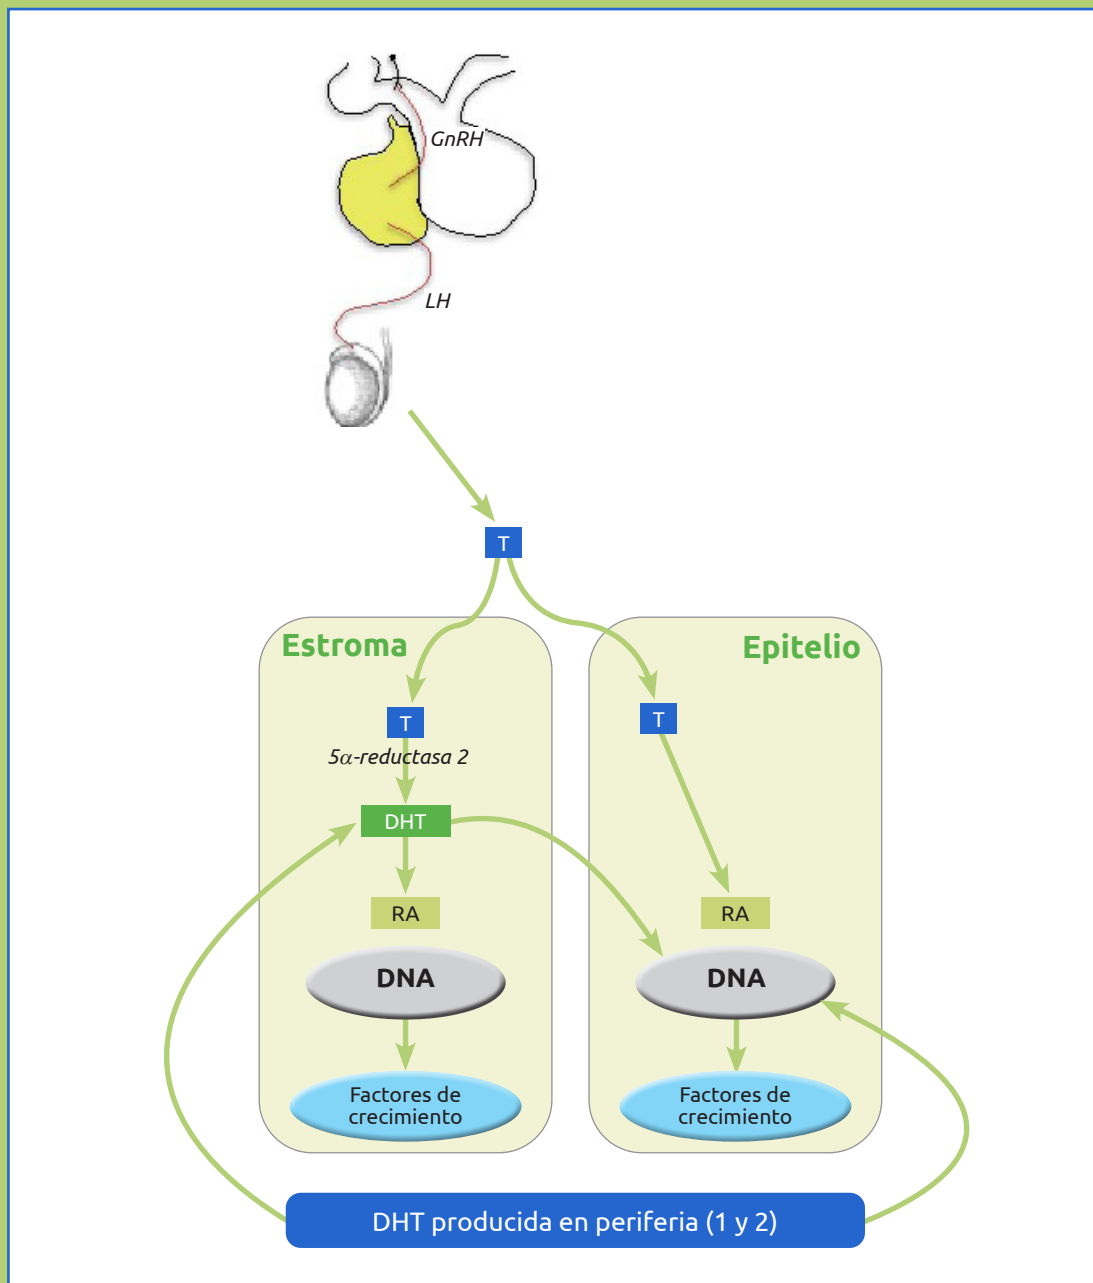 GnRH
LH
T
Estroma
Epitelio
T
T
5α-reductasa 2
DHT
RA
RA
DNA
DNA
Factores de
crecimiento
Factores de
crecimiento
DHT producida en periferia (1 y 2)